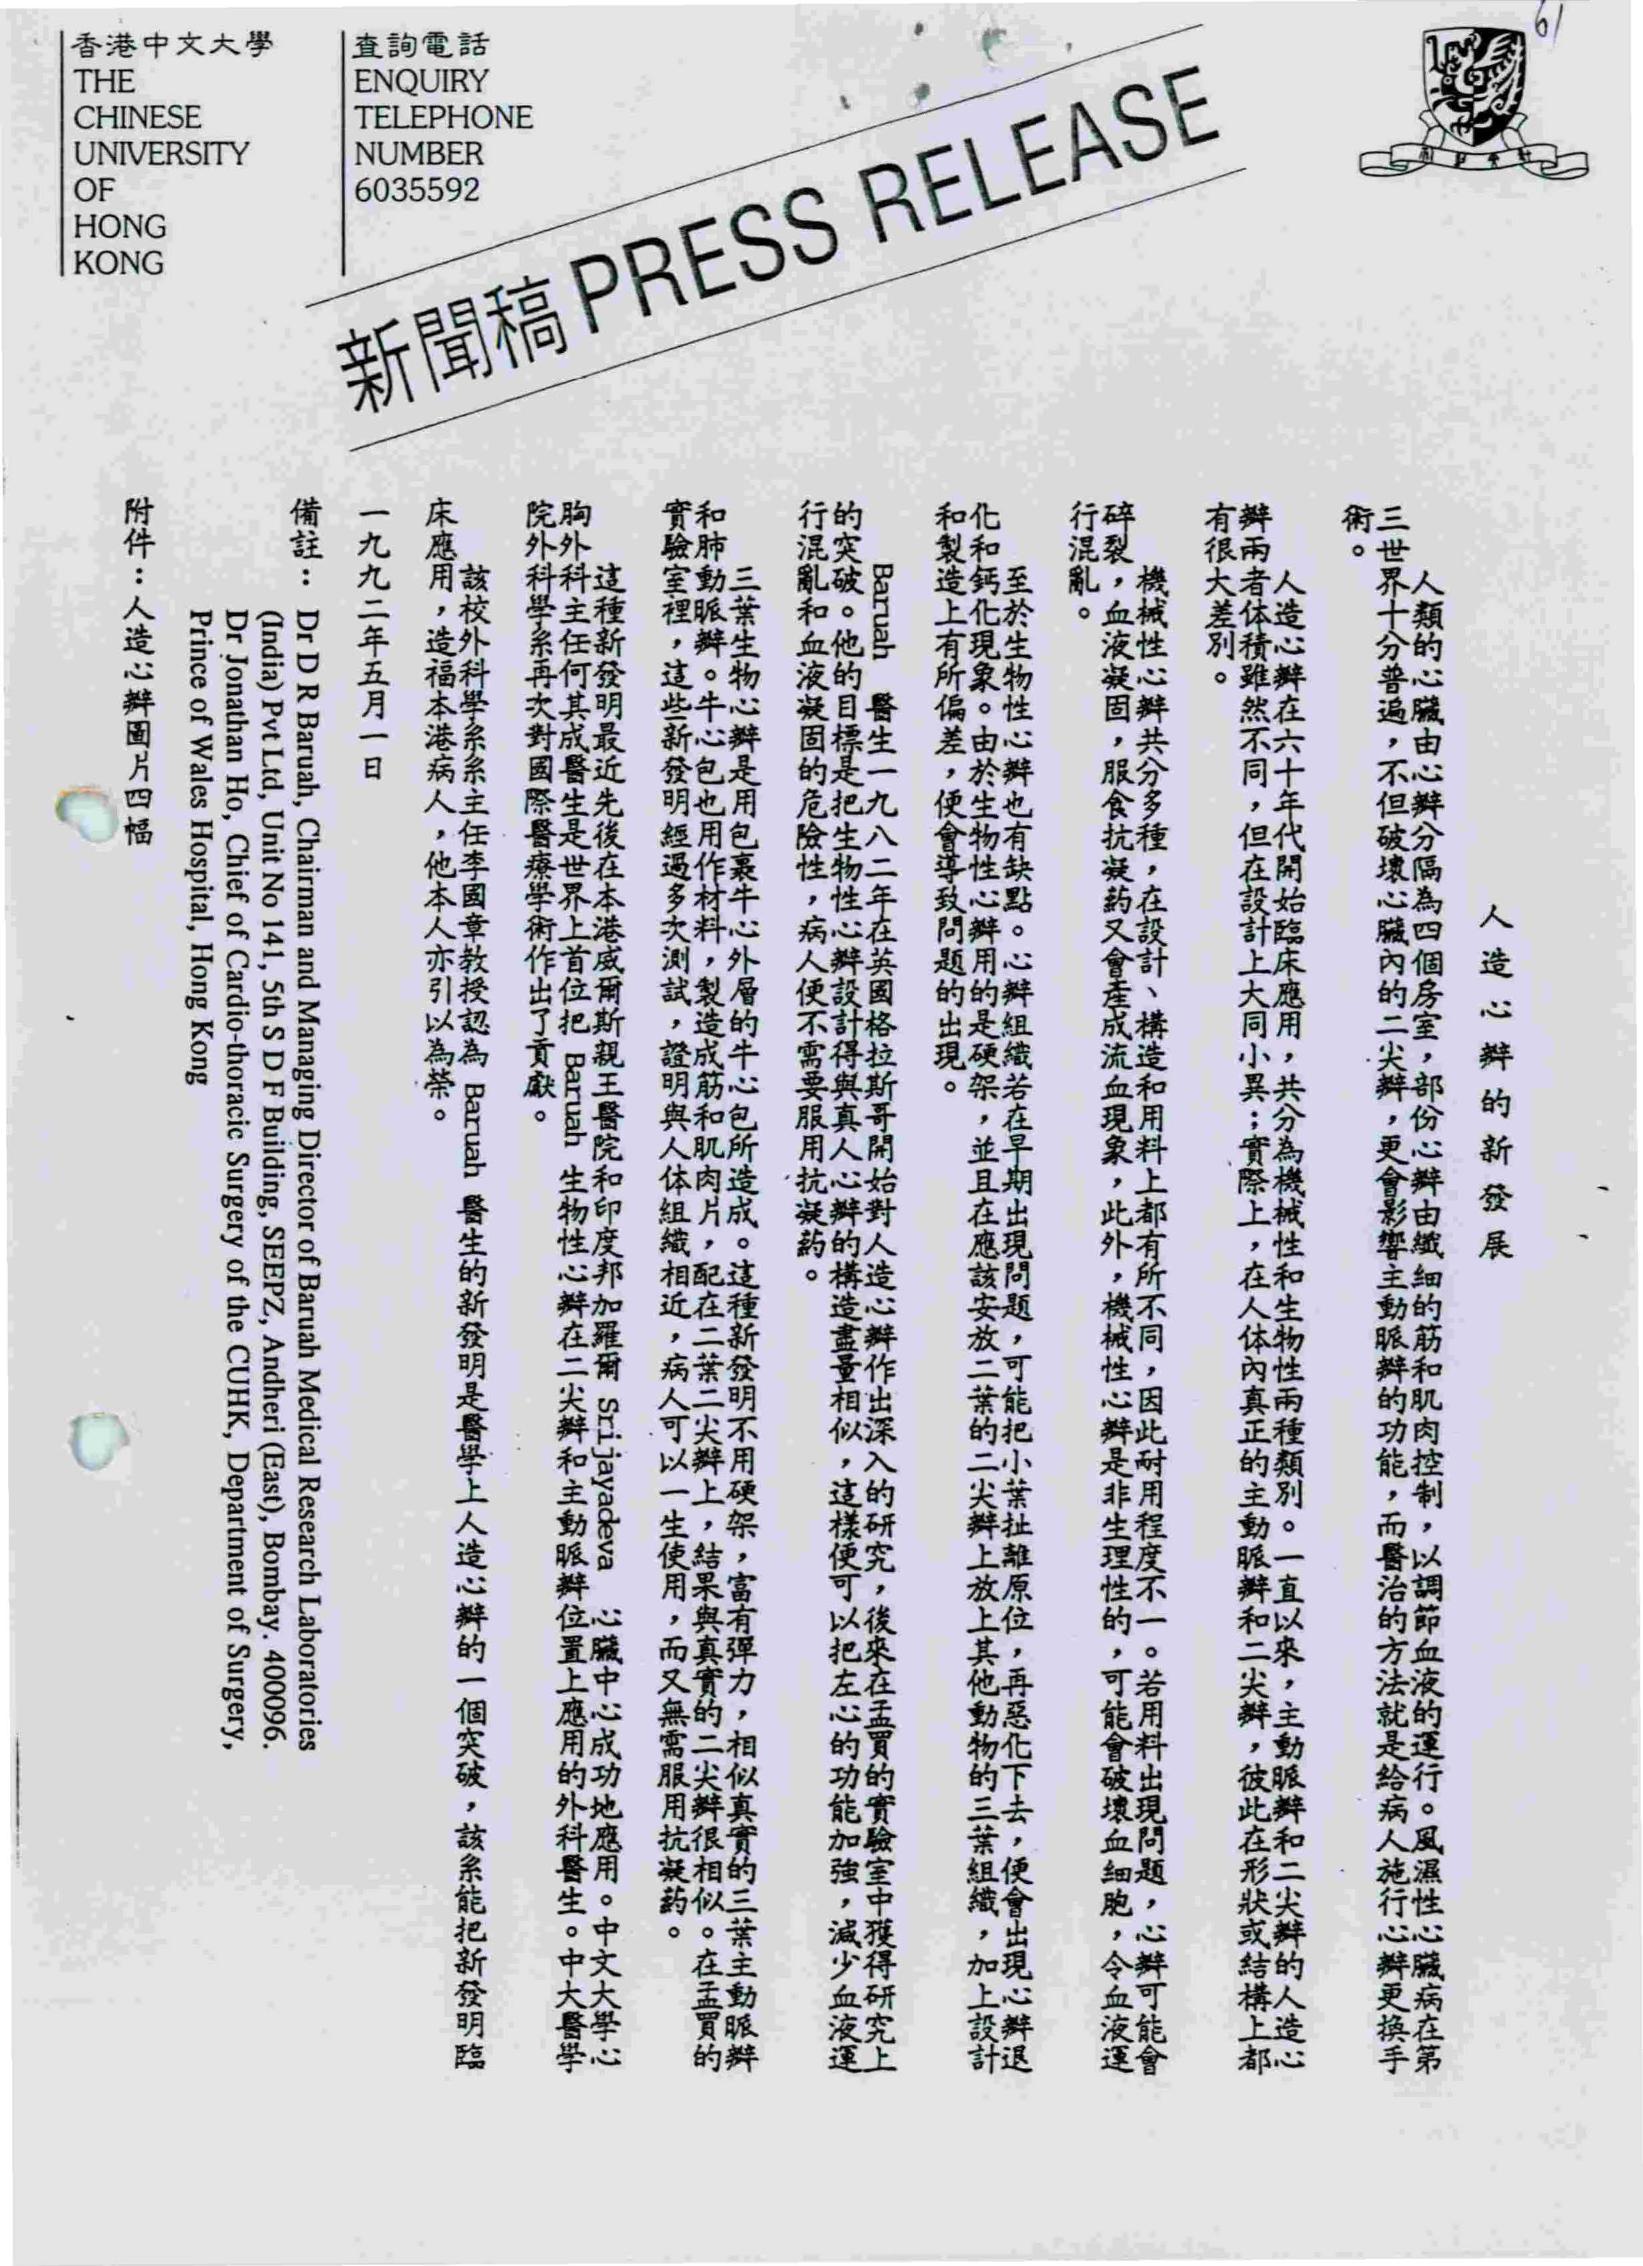 61
香港中文大學
THE
CHINESE
UNIVERSITY
OF
HONG
KONG
查詢電話
ENQUIRY
TELEPHONE
NUMBER
6035592
新聞稿 PRESS RELEASE
人造心瓣的新發展
人類的心臟由心瓣分隔為四個房室，部份心瓣由纖細的筋和肌肉控制，以調節血液的運行。風濕性心臟病在第
三世界十分普遍，不但破壞心臟內的二尖瓣，更會影響主動脈瓣的功能，而醫治的方法就是給病人施行心瓣更換手
術。
人造心瓣在六十年代開始臨床應用，共分為機械性和生物性兩種類別。一直以來，主動脈瓣和二尖瓣的人造心
瓣兩者体積雖然不同，但在設計上大同小異；實際上，在人体內真正的主動脈瓣和二尖瓣，彼此在形狀或結構上都
有很大差別。
機械性心瓣共分多種，在設計、構造和用料上都有所不同，因此耐用程度不一。若用料出現問題，心瓣可能會
碎裂，血液凝固，服食抗凝葯又會產成流血現象，此外，機械性心瓣是非生理性的，可能會破壞血細胞，令血液運
行混亂。
至於生物性心瓣也有缺點。心瓣組織若在早期出現問題，可能把小葉扯離原位，再惡化下去，便會出現心瓣退
化和鈣化現象。由於生物性心瓣用的是硬架，並且在應該安放二葉的二尖瓣上放上其他動物的三葉組織，加上設計
和製造上有所偏差，便會導致問題的出現。
Baruah 醫生一九八二年在英國格拉斯哥開始對人造心瓣作出深入的研究，後來在孟買的實驗室中獲得研究上
的突破。他的目標是把生物性心瓣設計得與真人心瓣的構造盡量相似，這樣便可以把左心的功能加強，減少血液運
行混亂和血液凝固的危險性，病人便不需要服用抗凝葯。
三葉生物心瓣是用包裹牛心外層的牛心包所造成。這種新發明不用硬架，富有彈力，相似真實的三葉主動脈瓣
和肺動脈瓣。牛心包也用作材料，製造成筋和肌肉片，配在二葉二尖瓣上，結果與真實的二尖瓣很相似。在孟買的
實驗室裡，這些新發明經過多次測試，證明與人体組織相近，病人可以一生使用，而又無需服用抗凝葯。
這種新發明最近先後在本港威爾斯親王醫院和印度邦加羅爾 Srijayadeva 心臟中心成功地應用。中文大學心
胸外科主任何其成醫生是世界上首位把 Baruah 生物性心瓣在二尖瓣和主動脈瓣位置上應用的外科醫生。中大醫學
院外科學系再次對國際醫療學術作出了貢獻。
該校外科學系系主任李國章教授認為 Baruah 醫生的新發明是醫學上人造心瓣的一個突破，該系能把新發明臨
床應用，造福本港病人，他本人亦引以為榮。
一九九二年五月一日
備註： Dr D R Baruah, Chairman and Managing Director of Baruah Medical Research Laboratories
(India) Pvt Ltd, Unit No 141, 5th S D F Building, SEEPZ, Andheri (East), Bombay. 400096.
Dr Jonathan Ho, Chief of Cardio-thoracic Surgery of the CUHK, Department of Surgery,
Prince of Wales Hospital, Hong Kong
附件：人造心瓣圖片四幅